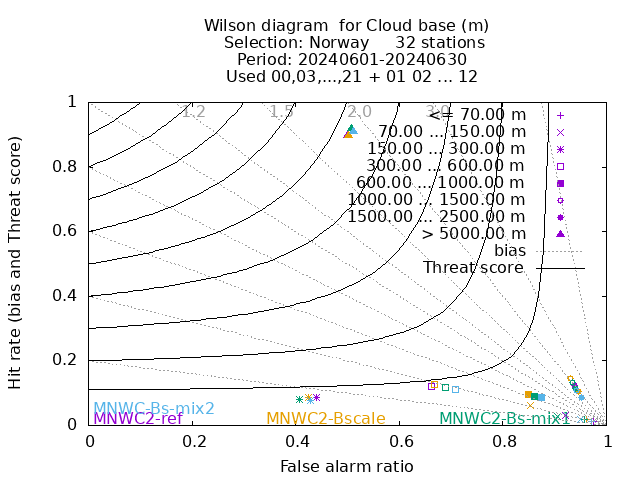 Wilson diagram  for Cloud base (m)
Selection: Norway     32 stations
Period: 20240601-20240630
Used 00,03,...,21 + 01 02 ... 12
Hit rate (bias and Threat score)
1
0.8
0.6
0.4
0.2
0
1.2 1.5 2.0 3.0
<= 70.00 m
70.00 ... 150.00 m
150.00 ... 300.00 m
300.00 ... 600.00 m
600.00 ... 1000.00 m
1000.00 ... 1500.00 m
1500.00 ... 2500.00 m
> 5000.00 m
bias
Threat score
MNWC-Bs-mix2
MNWC2-ref MNWC2-Bscale MNWC2-Bs-mix1
0 0.2 0.4 0.6 0.8 1
False alarm ratio